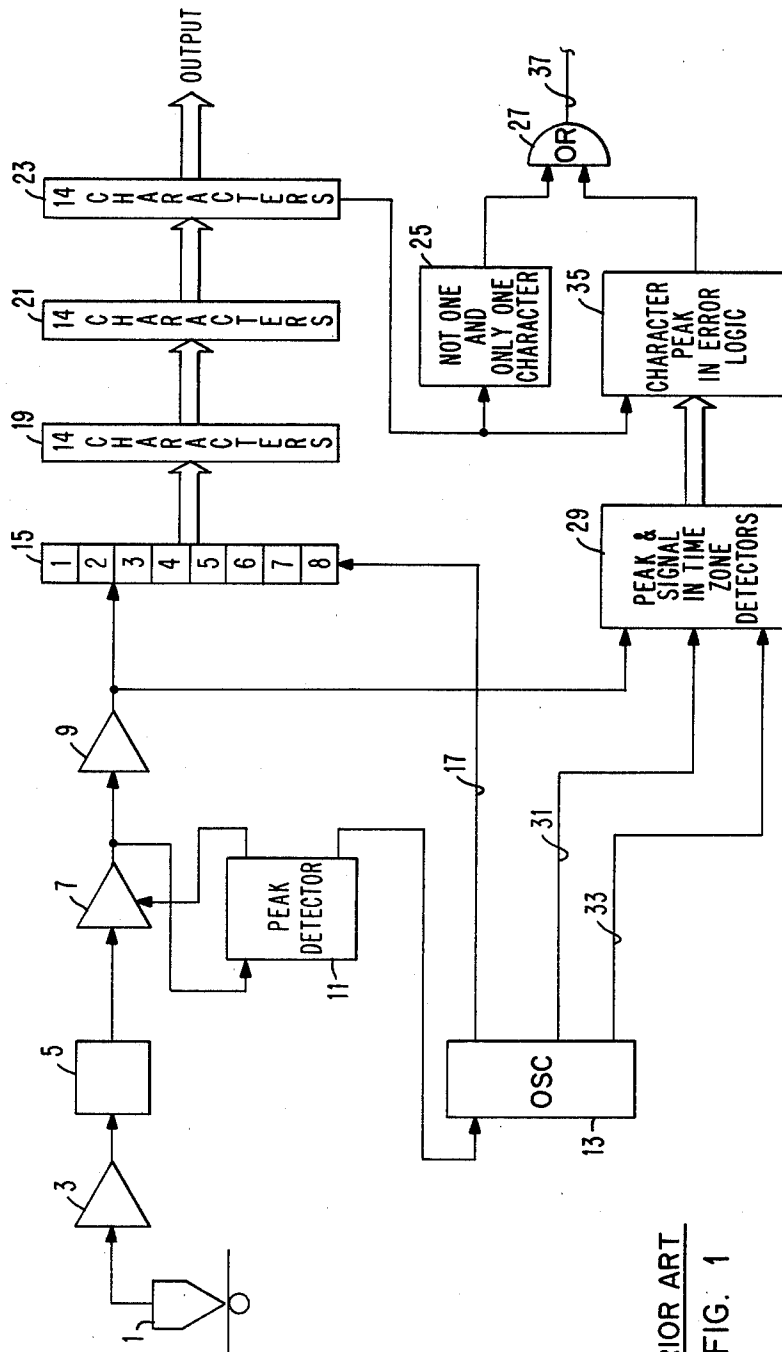 1
3
5
7
9
PEAK
DETECTOR
11
OSC
13
15
1
2
3
4
5
6
7
8
17
31
33
19
14
CHARACTERS
21
14
CHARACTERS
23
14
CHARACTERS
OUTPUT
25
NOT ONE
AND
ONLY ONE
CHARACTER
27
OR
37
29
PEAK &
SIGNAL
IN TIME
ZONE
DETECTORS
35
CHARACTER
PEAK
IN ERROR
LOGIC
RIOR ART
FIG. 1